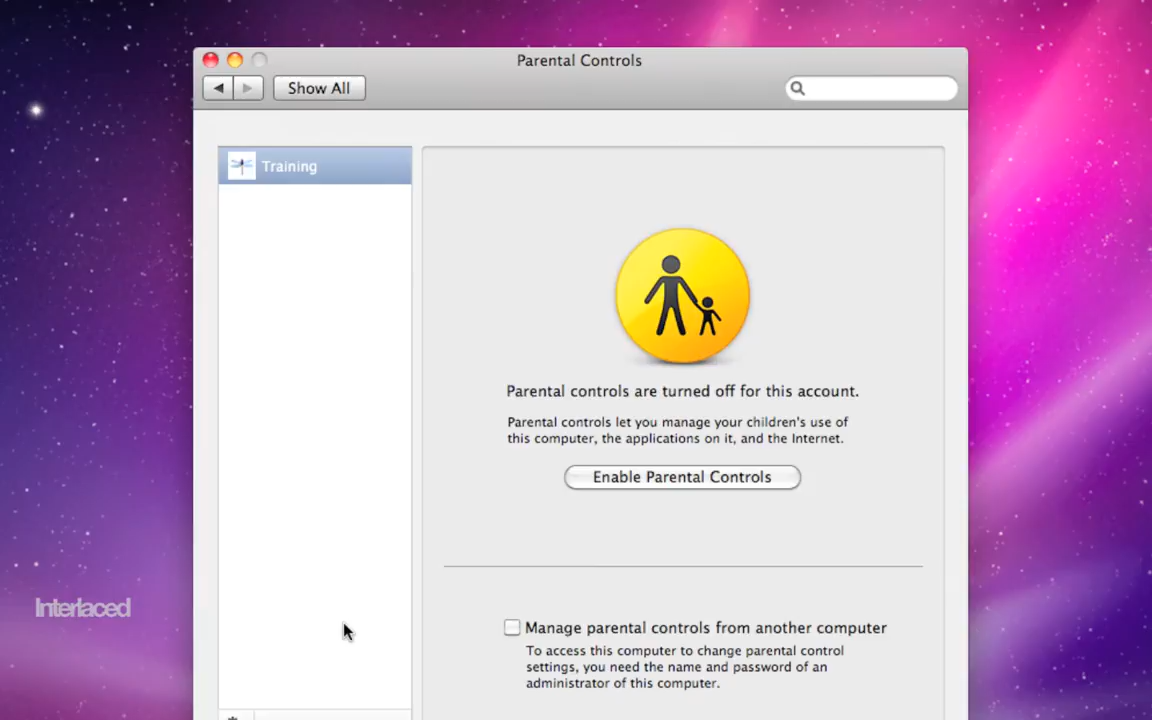 Parental Controls
Show All
Training
Parental controls are turned off for this account.
Parental controls let you manage your children's use of
this computer, the applications on it, and the Internet.
Enable Parental Controls
Manage parental controls from another computer
To access this computer to change parental control
settings, you need the name and password of an
administrator of this computer.
Interlaced